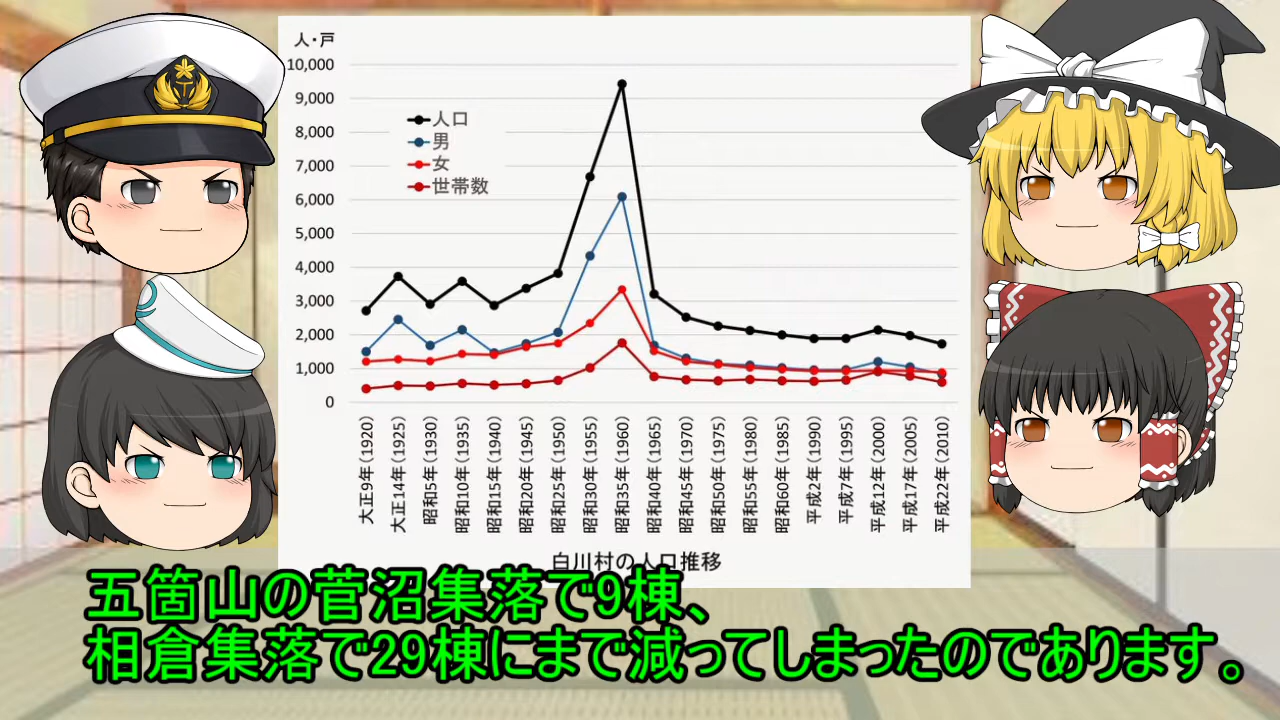 人・戸
10,000
9,000
8,000
7,000
6,000
5,000
4,000
3,000
2,000
1,000
0
人口
男
女
世帯数
大正9年(1920)
大正14年(1925)
昭和5年(1930)
昭和10年(1935)
昭和15年(1940)
昭和20年(1945)
昭和25年(1950)
昭和30年(1955)
昭和35年(1960)
昭和40年(1965)
昭和45年(1970)
昭和50年(1975)
昭和55年(1980)
昭和60年(1985)
平成2年(1990)
平成7年(1995)
平成12年(2000)
平成17年(2005)
平成22年(2010)
白川村の人口推移
五箇山の菅沼集落で9棟、
相倉集落で29棟にまで減ってしまったのであります。